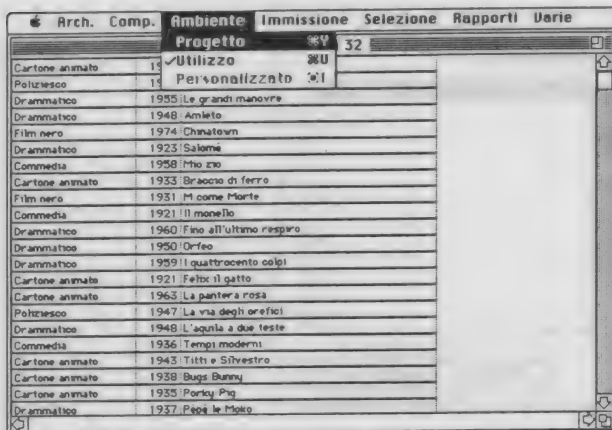 Arch. Comp. Ambiente Immissione Selezione Rapporti Varie
Progetto ⌘Y
32
✓Utilizzo ⌘U
Personalizzato ⌘I
Cartone animato 19
Poliziesco 19
Drammatico 1955 Le grandi manovre
Drammatico 1948 Amleto
Film nero 1974 Chinatown
Drammatico 1923 Salomé
Commedia 1958 Mio zio
Cartone animato 1933 Braccio di ferro
Film nero 1931 M come Morte
Commedia 1921 Il monello
Drammatico 1960 Fino all'ultimo respiro
Drammatico 1950 Orfeo
Drammatico 1959 I quattrocento colpi
Cartone animato 1921 Felix il gatto
Cartone animato 1963 La pantera rosa
Poliziesco 1947 La via degli orefici
Drammatico 1948 L'aquila a due teste
Commedia 1936 Tempi moderni
Cartone animato 1943 Titti e Silvestro
Cartone animato 1938 Bugs Bunny
Cartone animato 1935 Porky Pig
Drammatico 1937 Pépé le Moko